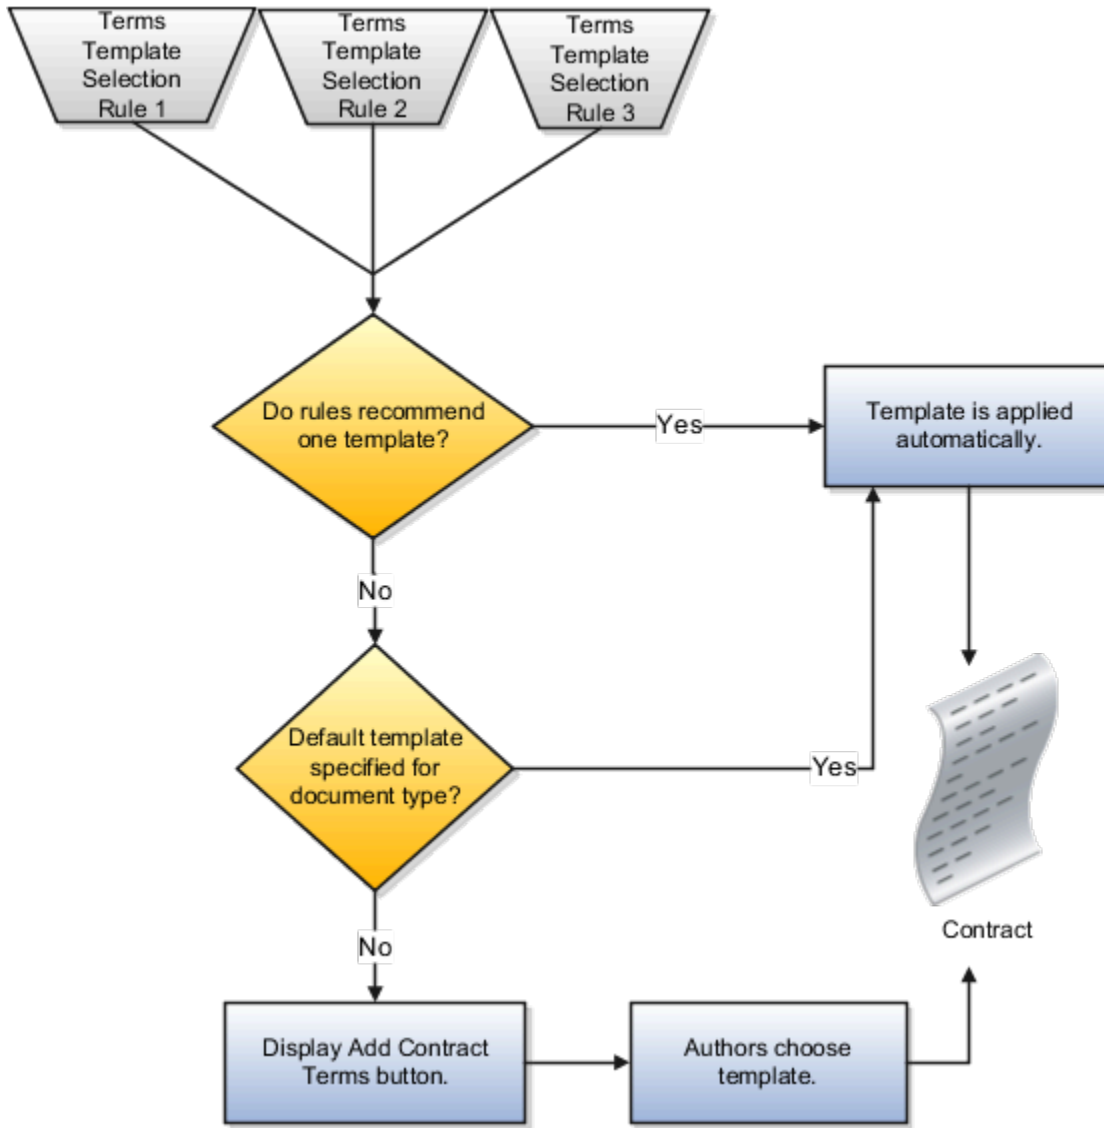 Terms
Template
Selection
Rule 1
Terms
Template
Selection
Rule 2
Terms
Template
Selection
Rule 3
Do rules recommend
one template?
Yes
Template is applied
automatically.
No
Default template
specified for
document type?
Yes
Contract
No
Display Add Contract
Terms button.
Authors choose
template.